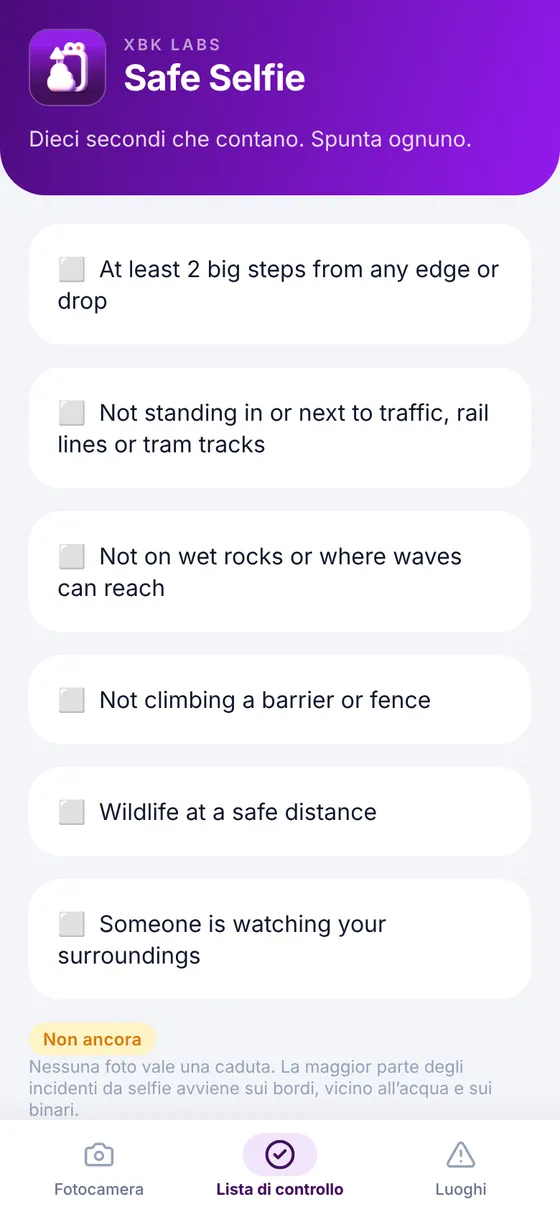 XBK LABS
Safe Selfie
Dieci secondi che contano. Spunta ognuno.
At least 2 big steps from any edge or
drop
Not standing in or next to traffic, rail
lines or tram tracks
Not on wet rocks or where waves
can reach
Not climbing a barrier or fence
Wildlife at a safe distance
Someone is watching your
surroundings
Non ancora
Nessuna foto vale una caduta. La maggior parte degli
incidenti da selfie avviene sui bordi, vicino all’acqua e sui
binari.
Fotocamera
Lista di controllo
Luoghi